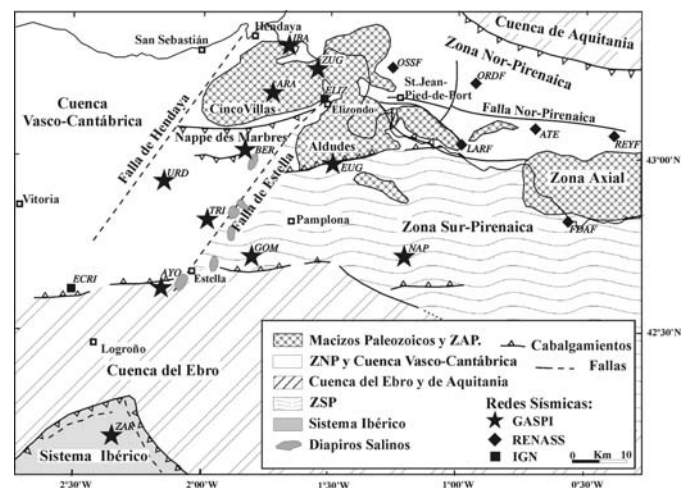 Hendaya
San Sebastián
IBA
ZUG
OSSF
ORDF
Cuenca de Aquitania
Zona Nor-Pirenaica
St.Jean-
Pied-de-Port
ARA
ELIZ
Elizondo
CincoVillas
Cuenca
Vasco-Cantábrica
Falla de Hendaya
Nappe des Marbres
BER
Falla Nor-Pirenaica
ATE
REYF
LARF
43°00
Aldudes
EUG
Zona Axial
URD
Vitoria
Falla de Estella
TRI
Pamplona
Zona Sur-Pirenaica
FDAF
GOM
NAP
ECRI
AYO
Estella
42°30
Logroño
Cuenca del Ebro
ZAR
Sistema Ibérico
Macizos Paleozoicos y ZAP.
ZNP y Cuenca Vasco-Cantábrica
Cuenca del Ebro y de Aquitania
ZSP
Sistema Ibérico
Diapiros Salinos
Cabalgamientos
Fallas
Redes Sísmicas:
GASPI
RENASS
IGN
0 Km 10
2°30
2°00
1°30
1°00
0°30